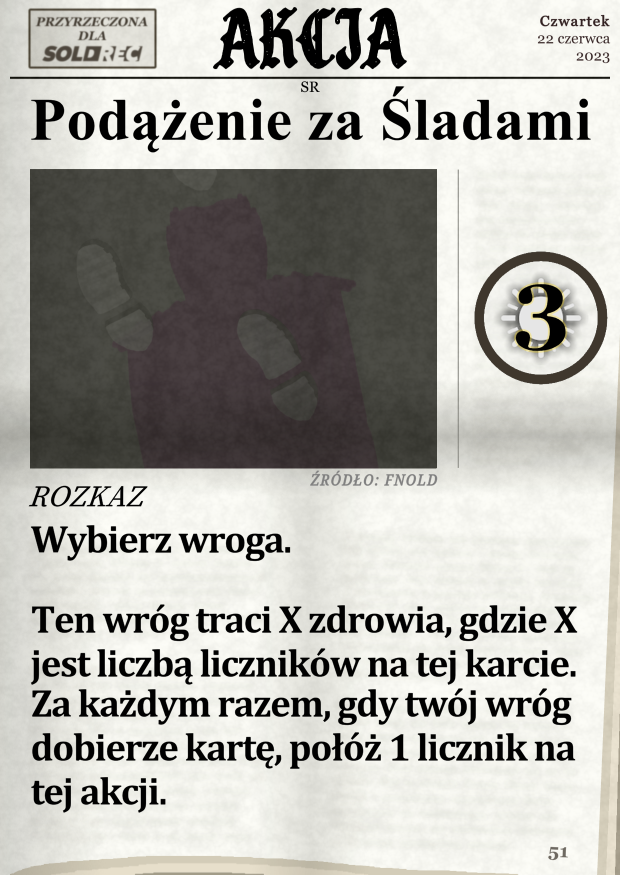 PRZYRZECZONA
DLA
SOLDREC
AKCJA
Czwartek
22 czerwca
2023
SR
Podążenie za Śladami
3
ŹRÓDŁO: FNOLD
ROZKAZ
Wybierz wroga.
Ten wróg traci X zdrowia, gdzie X
jest liczbą liczników na tej karcie.
Za każdym razem, gdy twój wróg
dobierze kartę, połóż 1 licznik na
tej akcji.
51